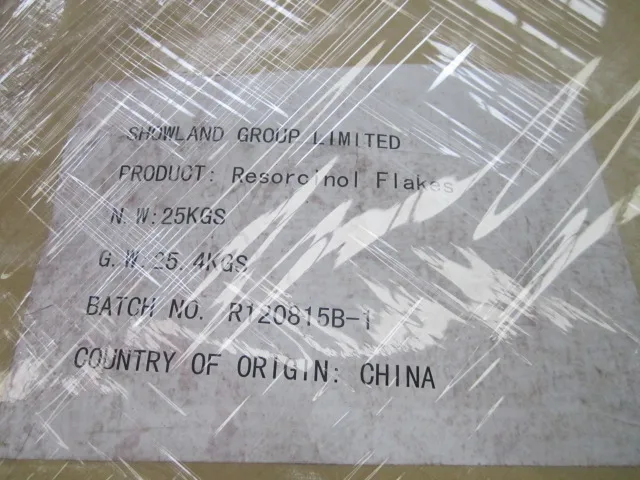 SHOWLAND GROUP LIMITED
PRODUCT: Resorcinol Flakes
N.W:25KGS
G.W.25.4KGS
BATCH NO. R120815B-1
COUNTRY OF ORIGIN: CHINA